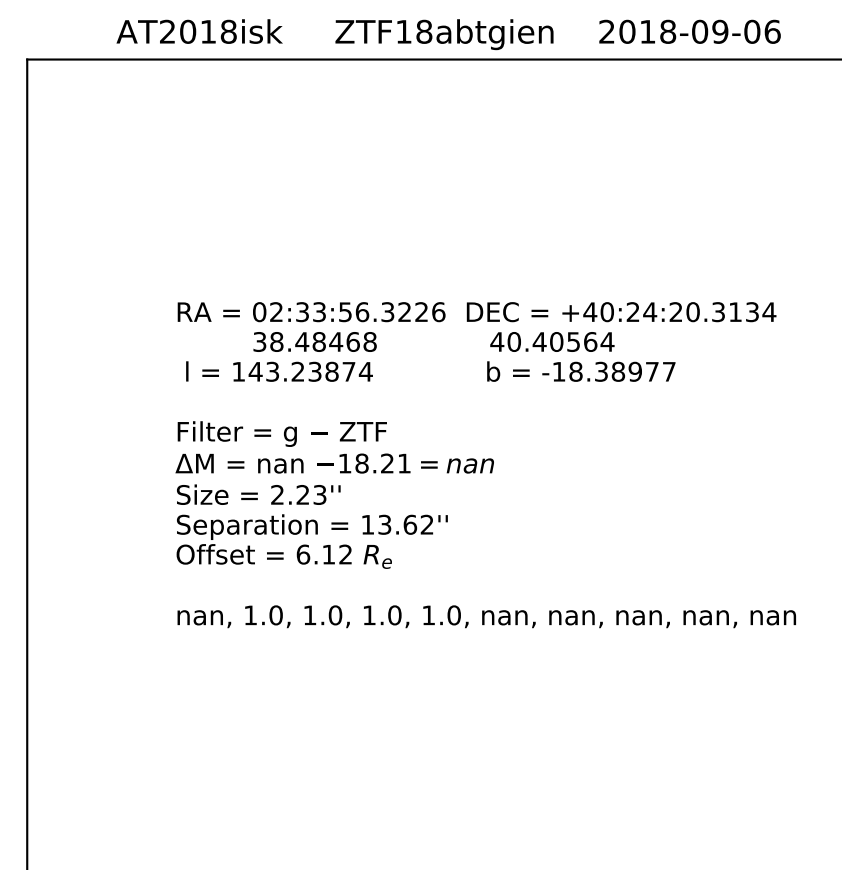 AT2018isk ZTF18abtgien 2018-09-06
RA = 02:33:56.3226 DEC = +40:24:20.3134
38.48468 40.40564
l = 143.23874 b = -18.38977
Filter = g − ZTF
ΔM = nan −18.21 = nan
Size = 2.23''
Separation = 13.62''
Offset = 6.12 Rₑ
nan, 1.0, 1.0, 1.0, 1.0, nan, nan, nan, nan, nan